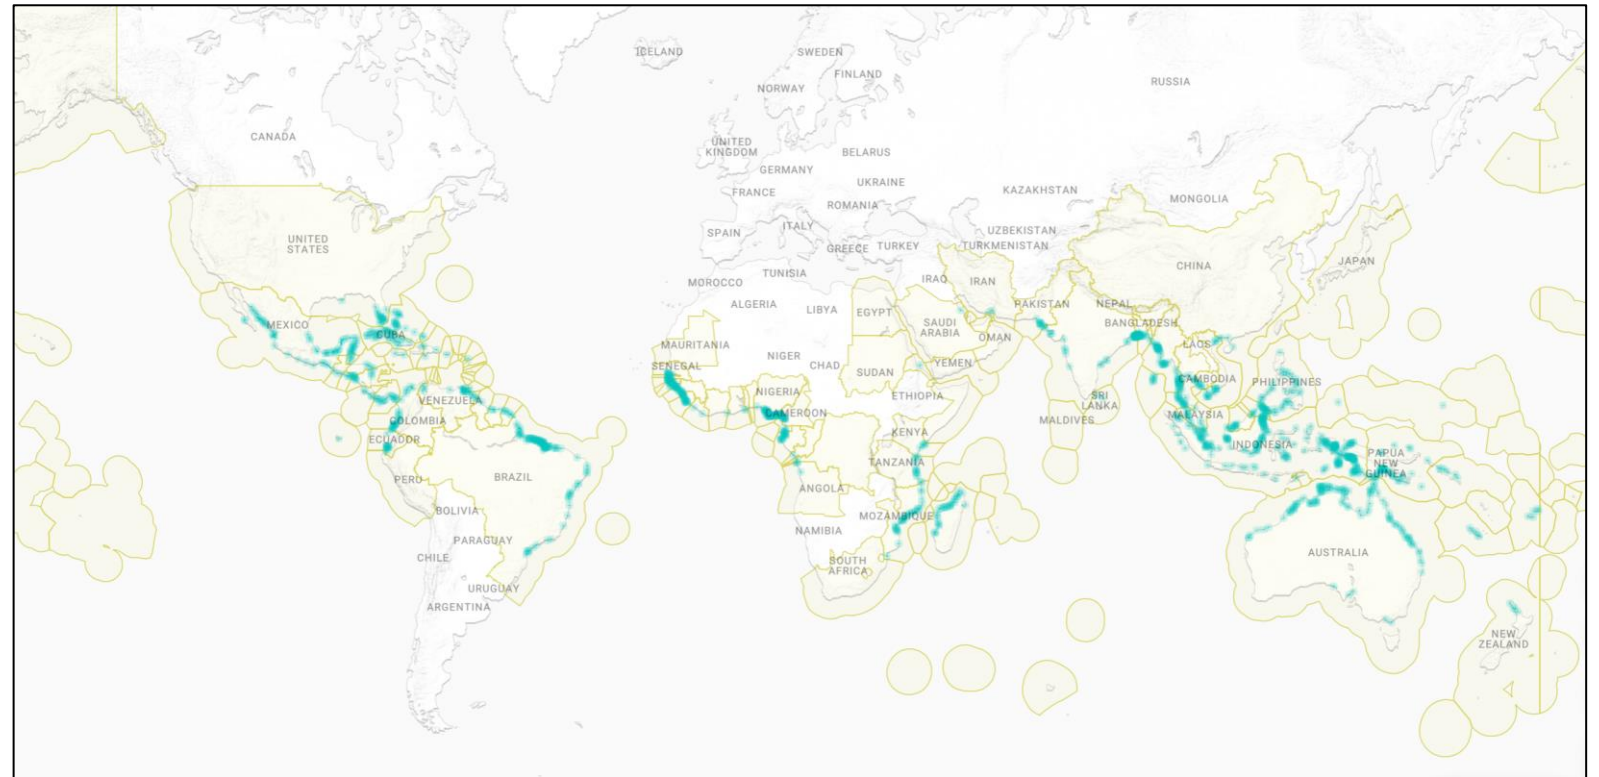 ICELAND
SWEDEN
FINLAND
NORWAY
RUSSIA
CANADA
UNITED
KINGDOM
BELARUS
GERMANY
UKRAINE
FRANCE
KAZAKHSTAN
MONGOLIA
ROMANIA
ITALY
SPAIN
UZBEKISTAN
GREECE
TURKEY
TURKMENISTAN
UNITED
STATES
JAPAN
CHINA
TUNISIA
MOROCCO
IRAQ
IRAN
ALGERIA
LIBYA
EGYPT
PAKISTAN
NEPAL
SAUDI
ARABIA
BANGLADESH
MEXICO
CUBA
OMAN
MAURITANIA
LAOS
NIGER
CHAD
SENEGAL
SUDAN
YEMEN
CAMBODIA
PHILIPPINES
NIGERIA
ETHIOPIA
VENEZUELA
SRI
LANKA
CAMEROON
MALAYSIA
COLOMBIA
MALDIVES
KENYA
ECUADOR
INDONESIA
PAPUA
NEW
GUINEA
TANZANIA
PERU
BRAZIL
ANGOLA
BOLIVIA
MOZAMBIQUE
NAMIBIA
PARAGUAY
CHILE
AUSTRALIA
SOUTH
AFRICA
URUGUAY
ARGENTINA
NEW
ZEALAND